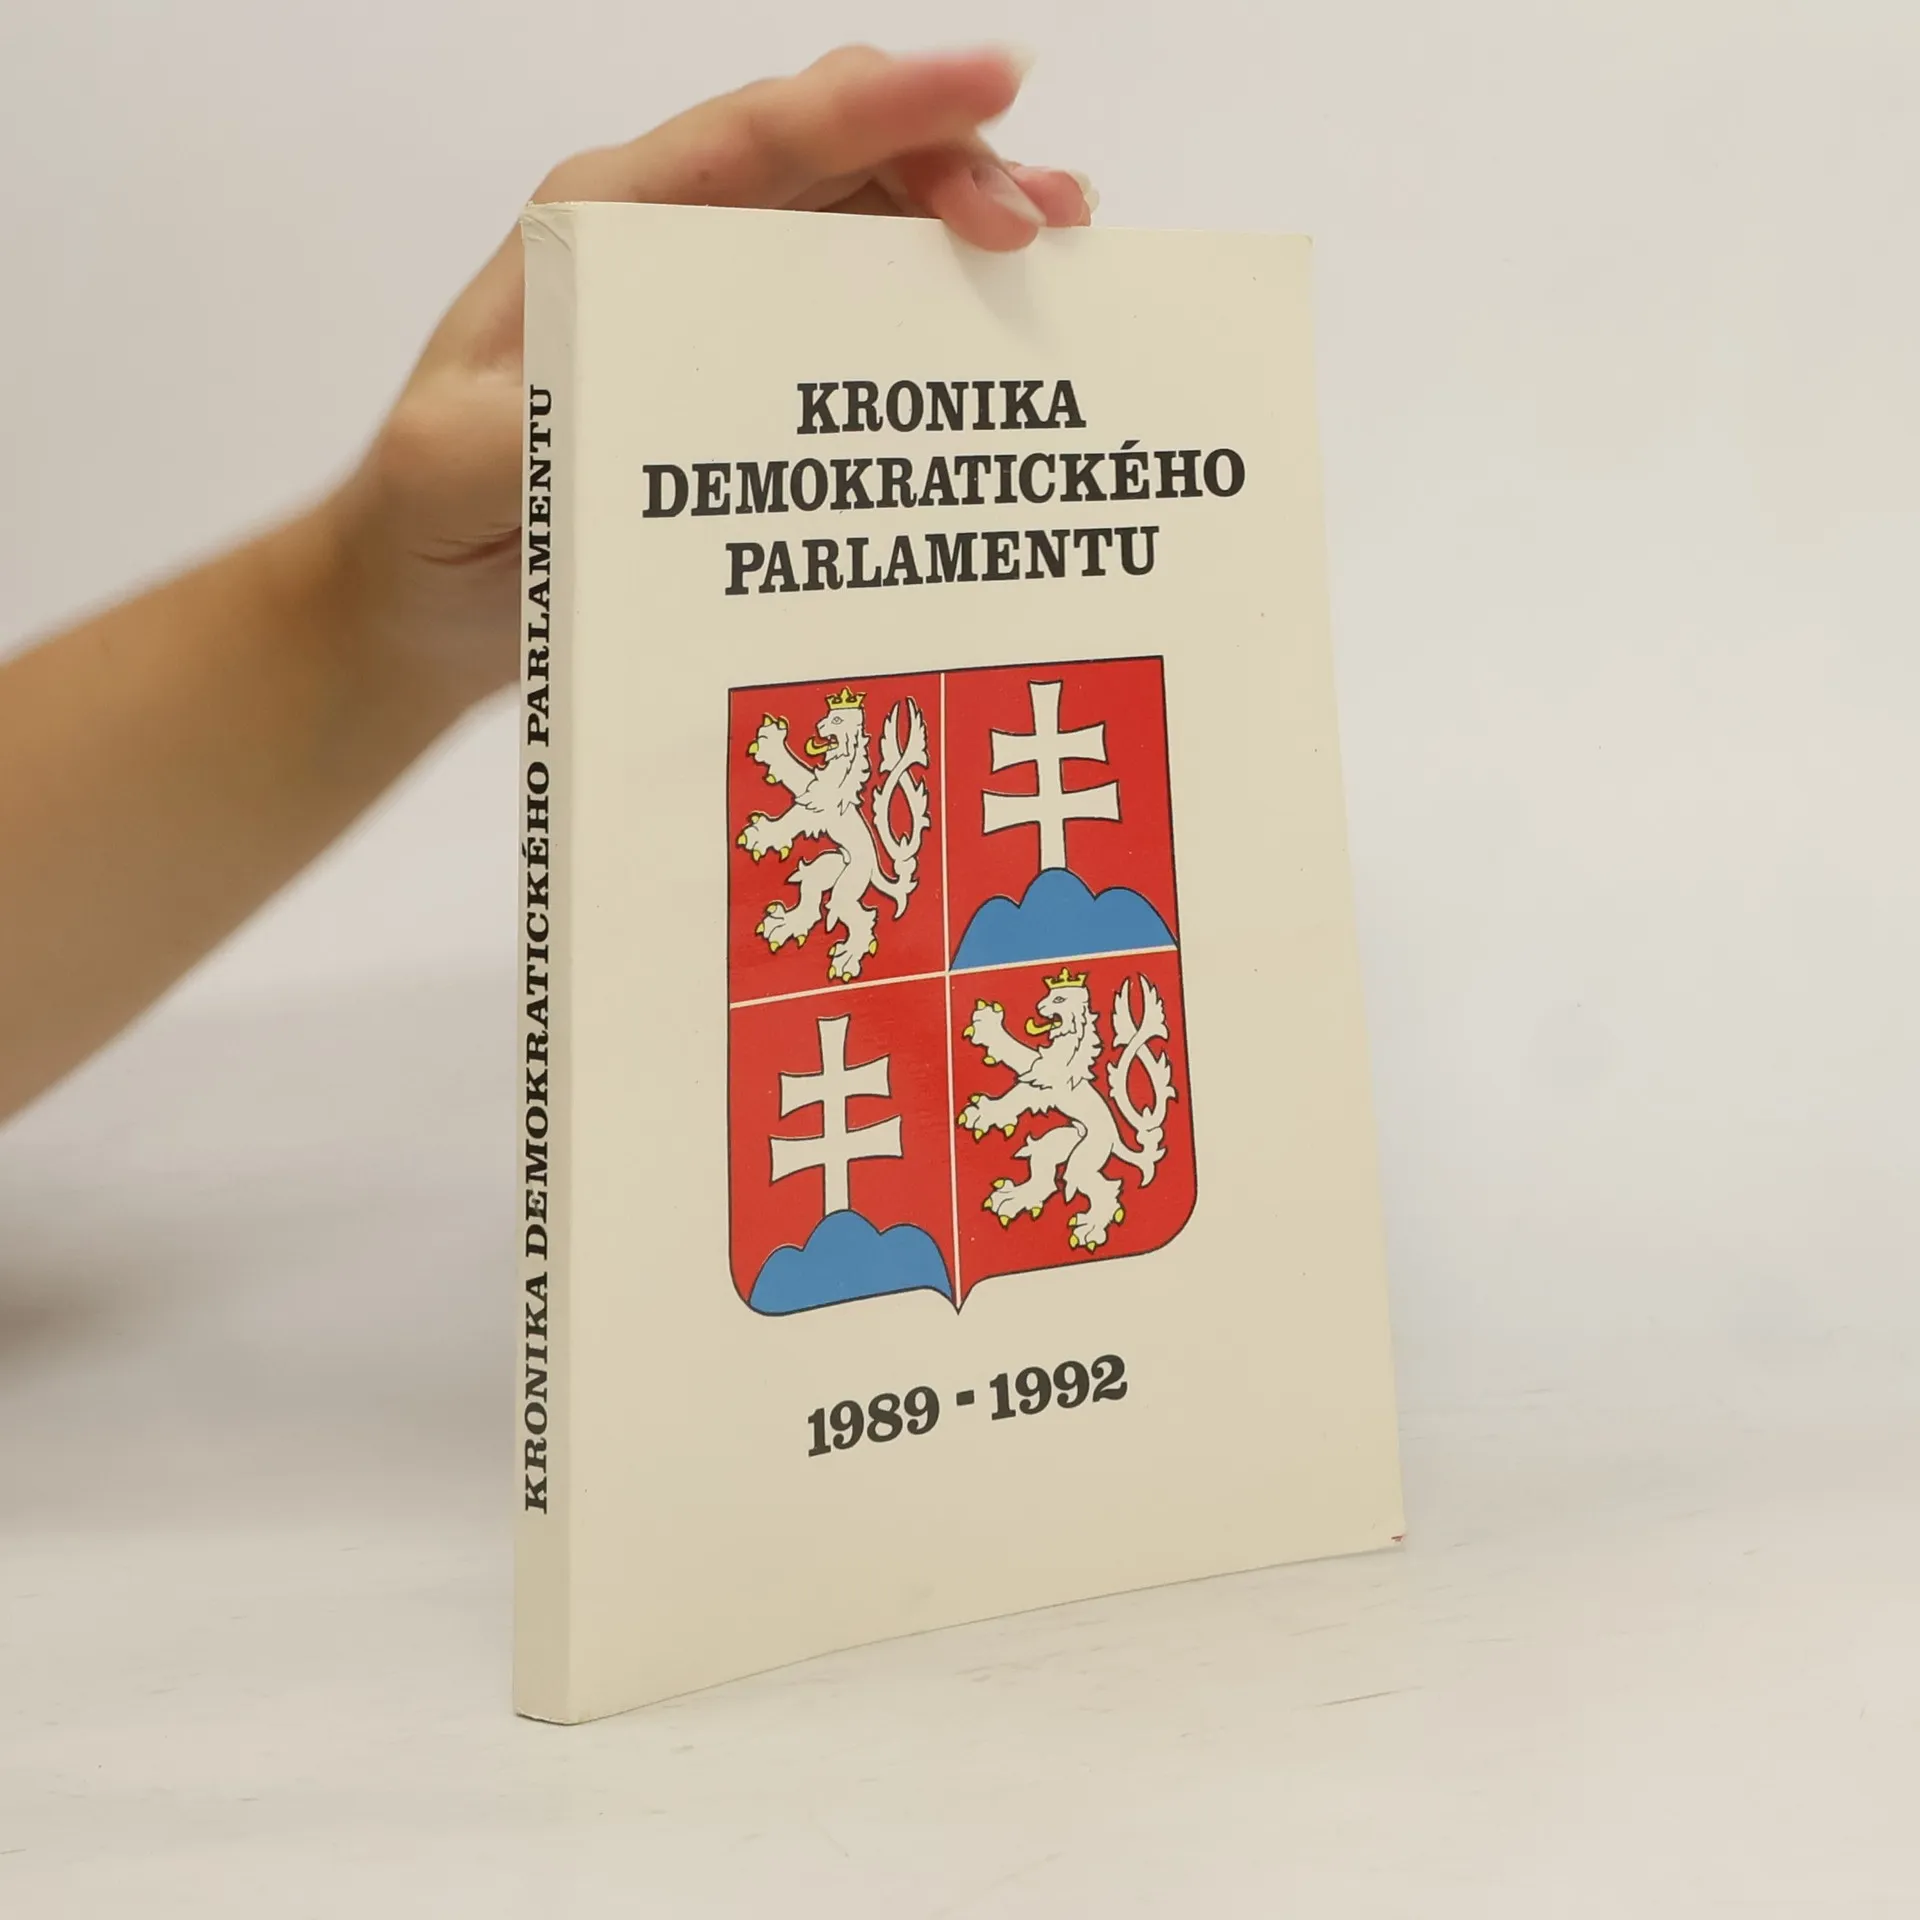 KRONIKA DEMOKRATICKÉHO PARLAMENTU
KRONIKA
DEMOKRATICKÉHO
PARLAMENTU
1989 - 1992